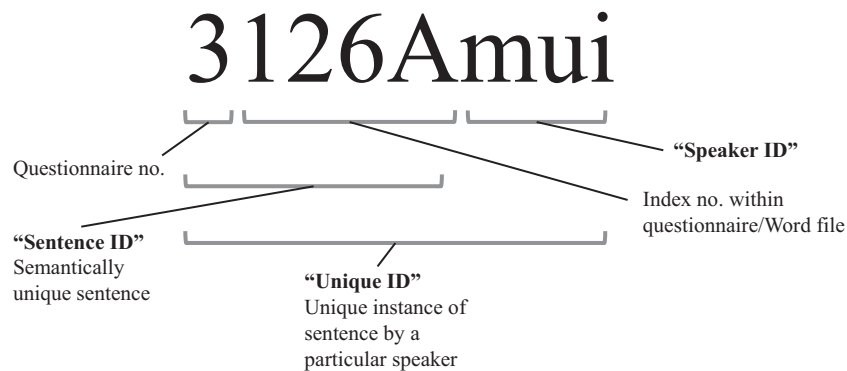 3126Amui
“Speaker ID”
Questionnaire no.
Index no. within
questionnaire/Word file
“Sentence ID”
Semantically
unique sentence
“Unique ID”
Unique instance of
sentence by a
particular speaker